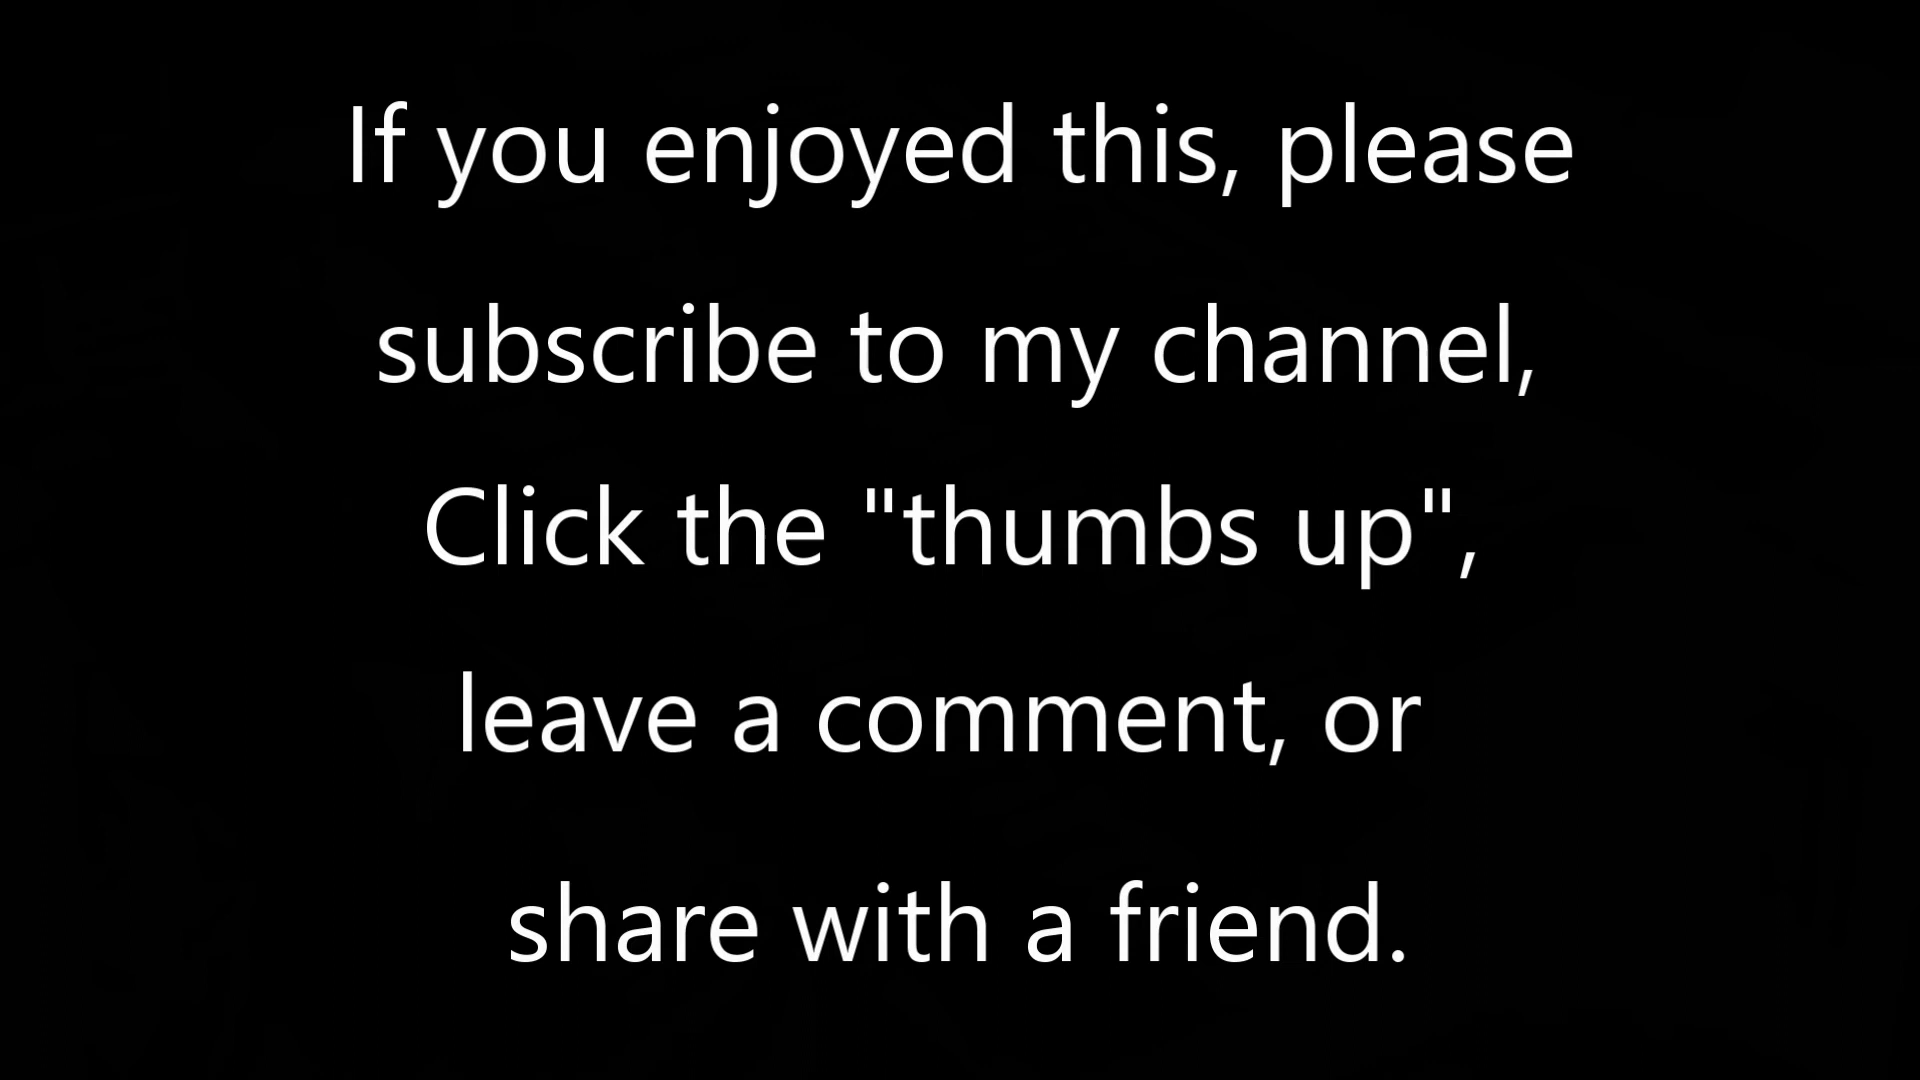 If you enjoyed this, please
subscribe to my channel,
Click the "thumbs up",
leave a comment, or
share with a friend.